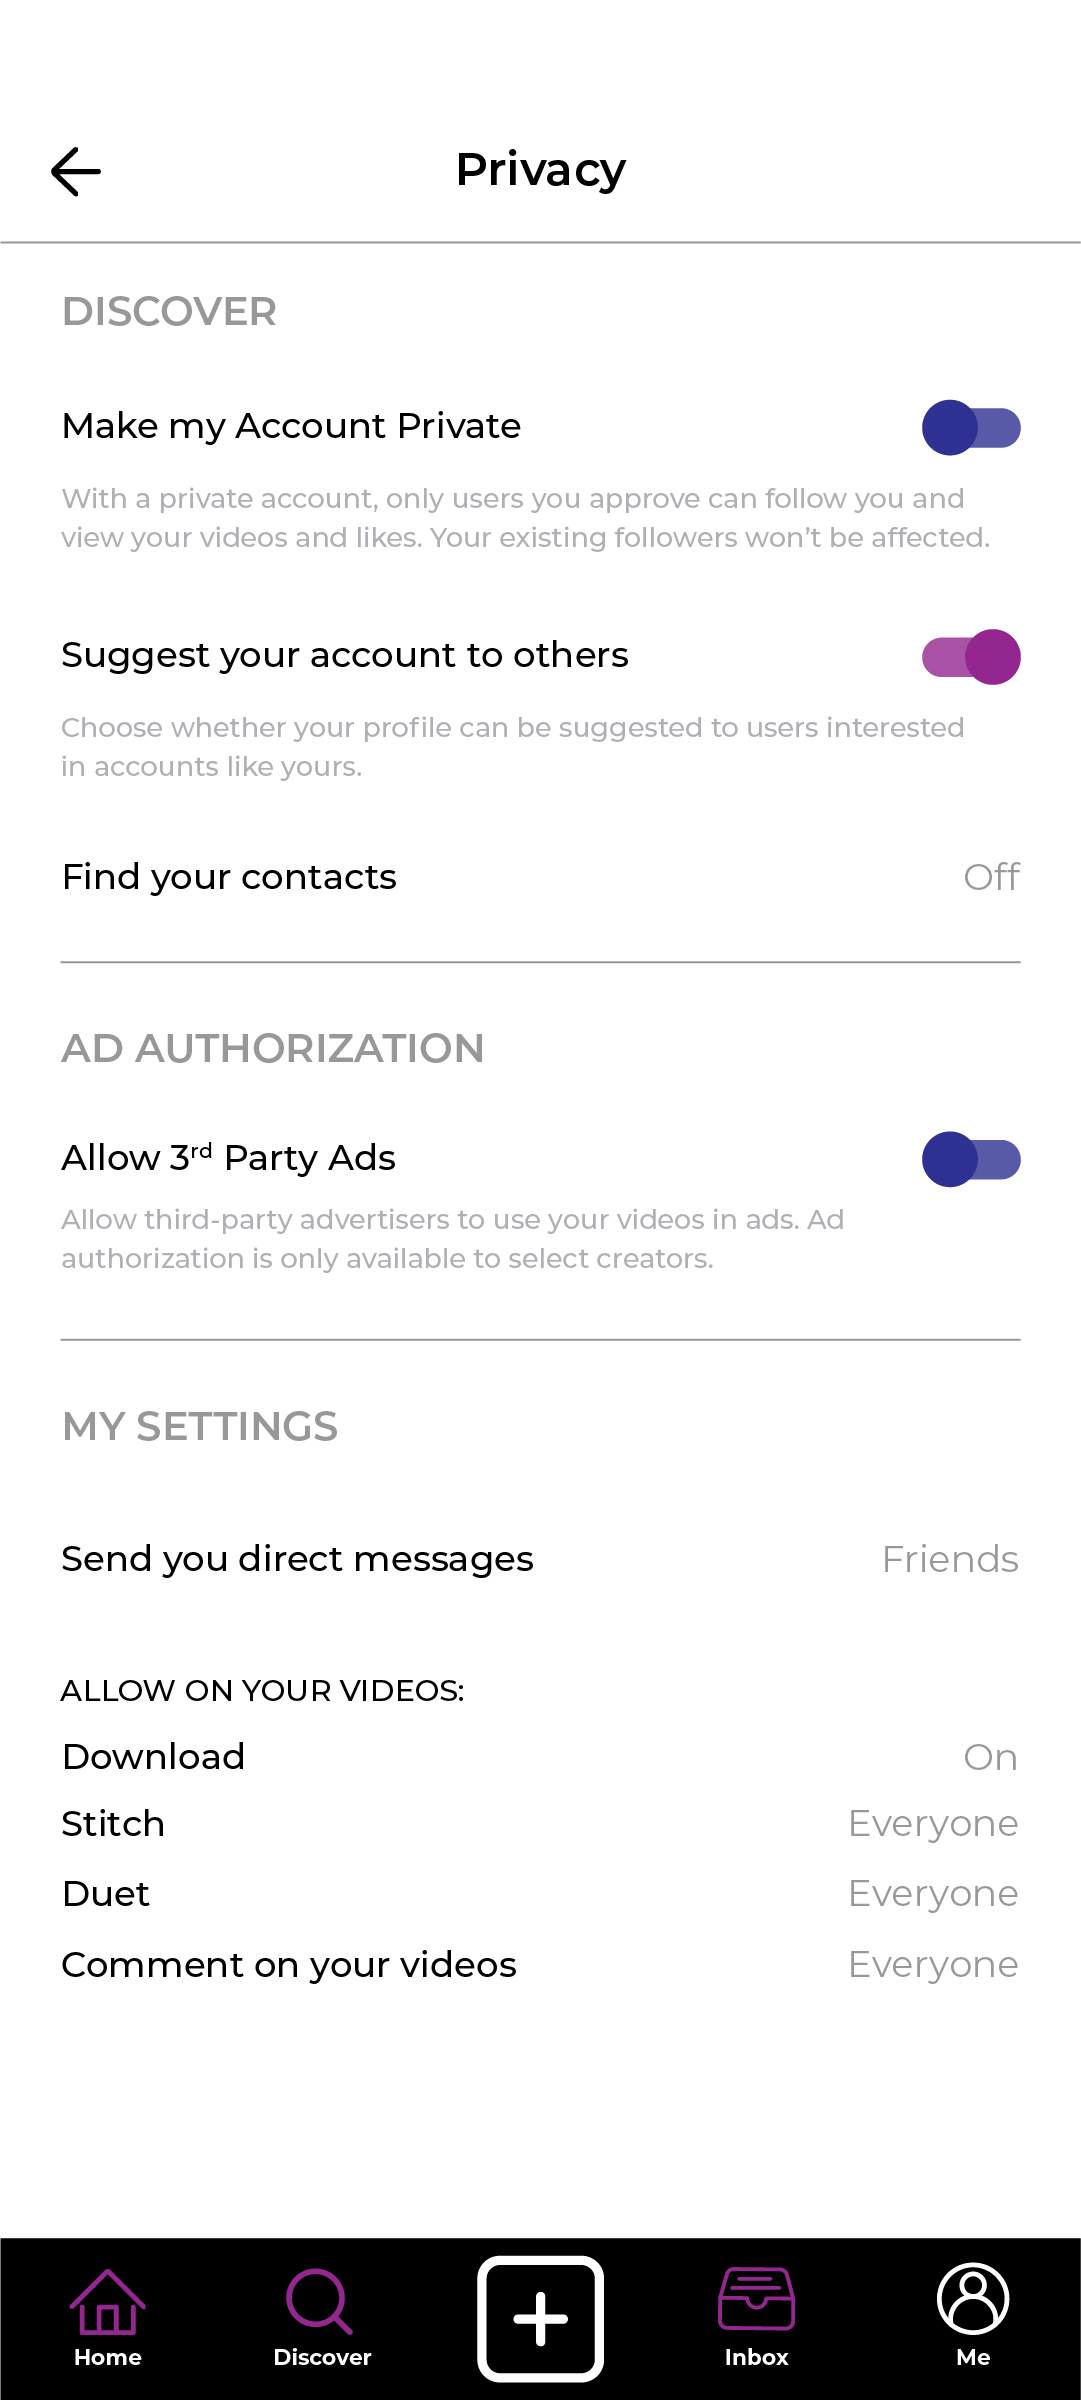 Privacy
DISCOVER
Make my Account Private
With a private account, only users you approve can follow you and
view your videos and likes. Your existing followers won’t be affected.
Suggest your account to others
Choose whether your profile can be suggested to users interested
in accounts like yours.
Find your contacts Off
AD AUTHORIZATION
Allow 3rd Party Ads
Allow third-party advertisers to use your videos in ads. Ad
authorization is only available to select creators.
MY SETTINGS
Send you direct messages Friends
ALLOW ON YOUR VIDEOS:
Download On
Stitch Everyone
Duet Everyone
Comment on your videos Everyone
Home Discover Inbox Me